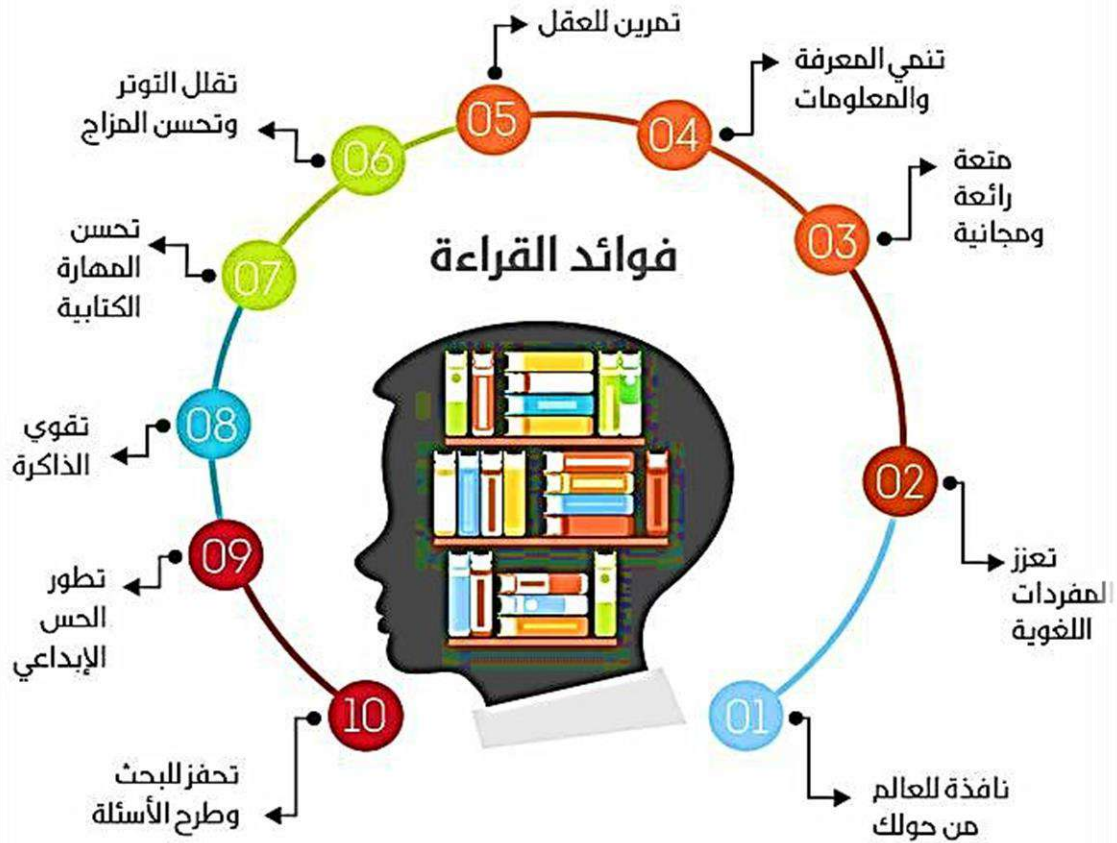 فوائد القراءة
01
نافذة للعالم
من حولك
02
تعزز
المفردات
اللغوية
03
متعة
رائعة
ومجانية
04
تنمي المعرفة
والمعلومات
05
تمرين للعقل
06
تقلل التوتر
وتحسن المزاج
07
تحسن
المهارة
الكتابية
08
تقوي
الذاكرة
09
تطور
الحس
الإبداعي
10
تحفز للبحث
وطرح الأسئلة